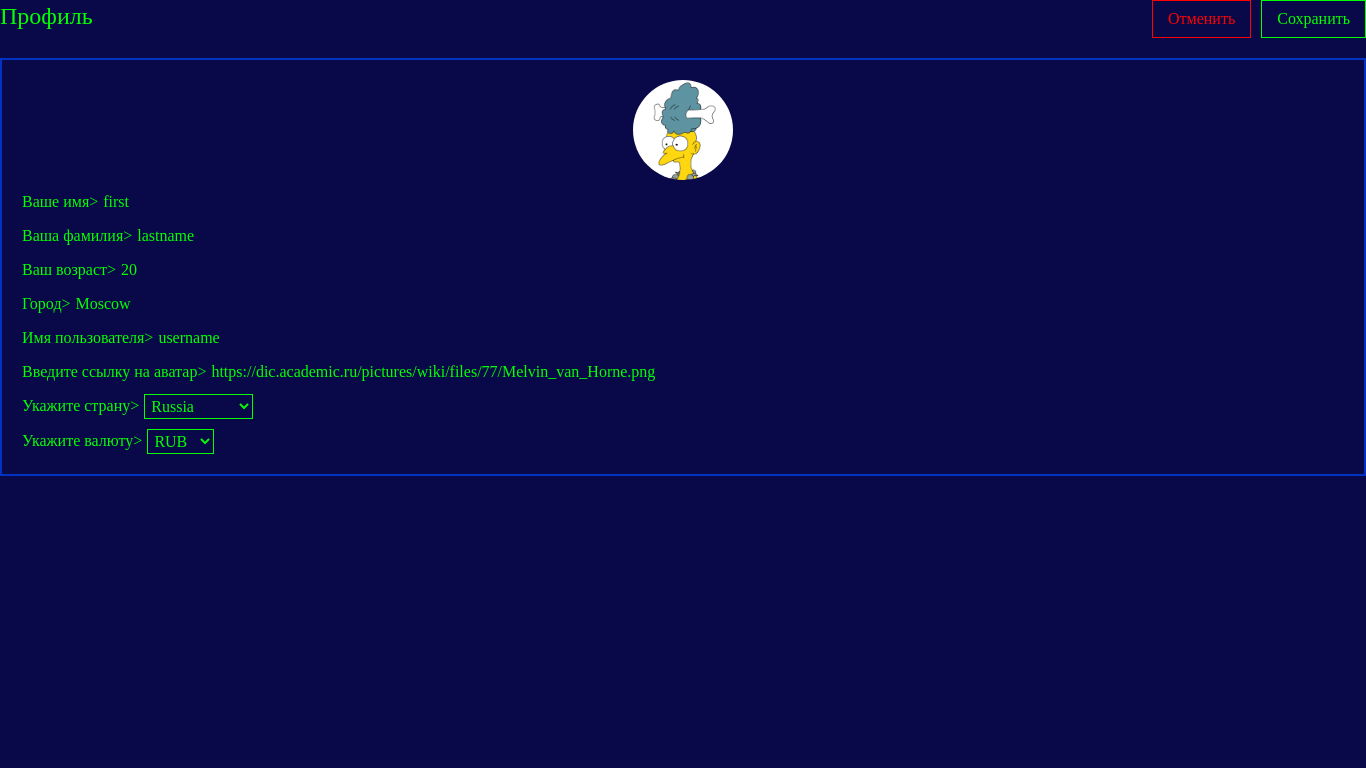 Профиль
Отменить
Сохранить
Ваше имя> first
Ваша фамилия> lastname
Ваш возраст> 20
Город> Moscow
Имя пользователя> username
Введите ссылку на аватар> https://dic.academic.ru/pictures/wiki/files/77/Melvin_van_Horne.png
Укажите страну> Russia
Укажите валюту> RUB